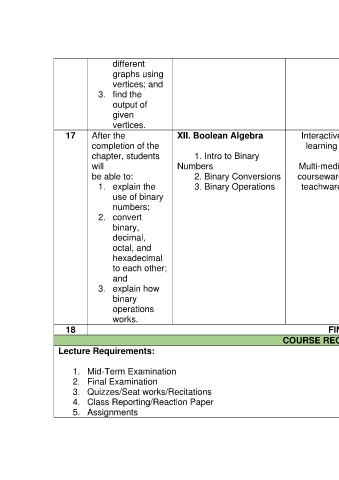 different
graphs using
vertices; and
3. find the
output of
given
vertices.
17
After the
completion of the
chapter, students
will
be able to:
1. explain the
use of binary
numbers;
2. convert
binary,
decimal,
octal, and
hexadecimal
to each other;
and
3. explain how
binary
operations
works.
XII. Boolean Algebra
1. Intro to Binary
Numbers
2. Binary Conversions
3. Binary Operations
Interactive
learning
Multi-medi
courseware
teachware
18
FIN
COURSE REQ
Lecture Requirements:
1. Mid-Term Examination
2. Final Examination
3. Quizzes/Seat works/Recitations
4. Class Reporting/Reaction Paper
5. Assignments